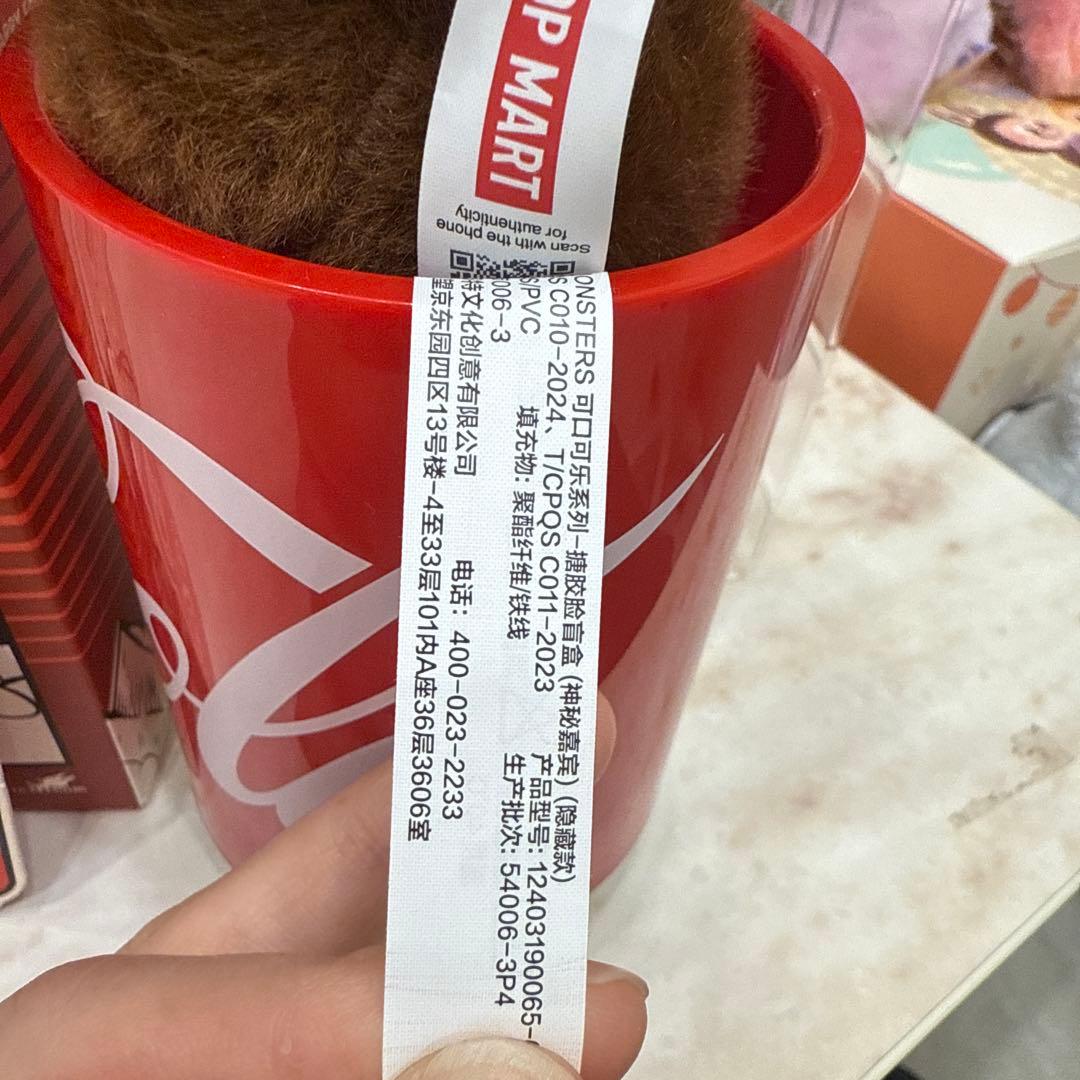 OP MART
Scan with the phone
for authenticity
ONSTERS 可口可乐系列-搪胶脸盲盒 (神秘嘉宾) (隐藏款)
S C010-2024、T/CPQS C011-2023 产品型号: 12403190065-
/PVC 填充物: 聚酯纤维/铁线 生产批次: 54006-3P4
006-3
特文化创意有限公司 电话: 400-023-2233
望京东园四区13号楼-4至33层101内A座36层3606室